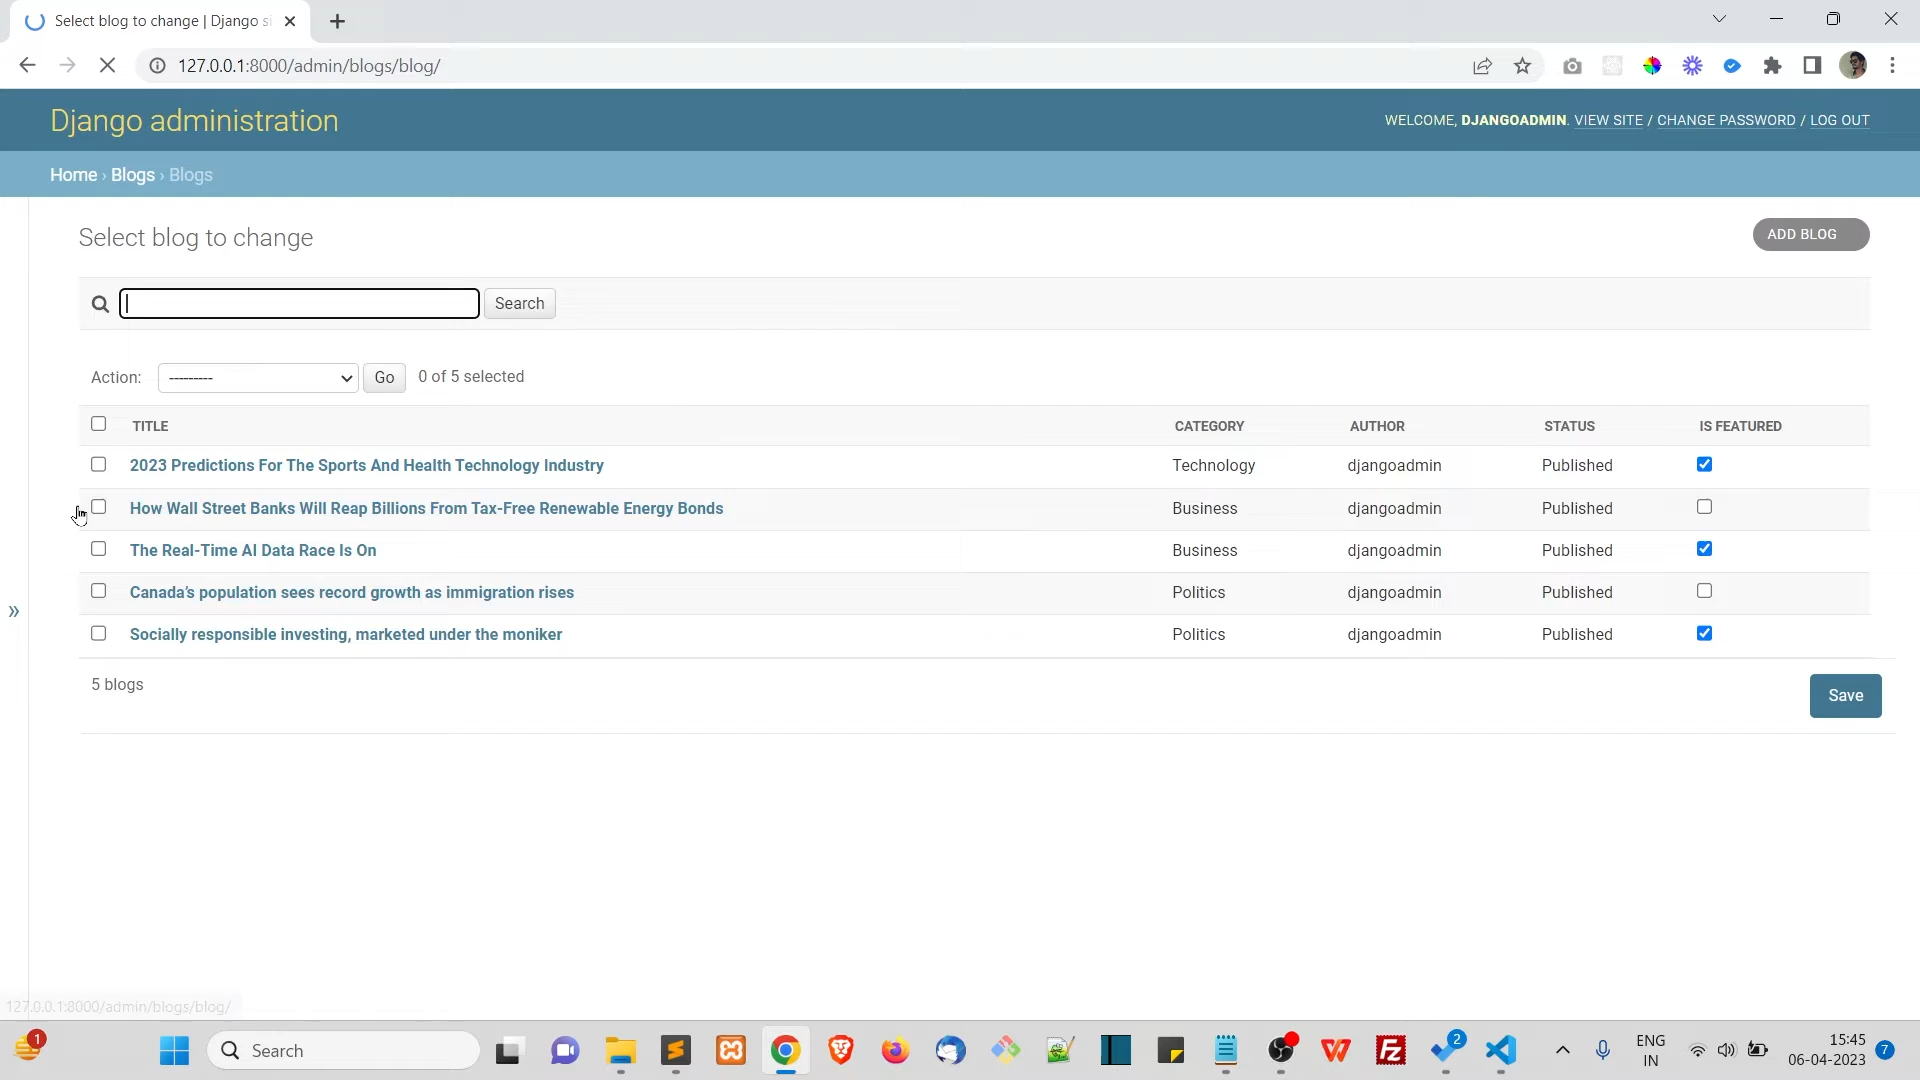 Select blog to change | Django si
127.0.0.1:8000/admin/blogs/blog/
Django administration
WELCOME, DJANGOADMIN. VIEW SITE / CHANGE PASSWORD / LOG OUT
Home › Blogs › Blogs
Select blog to change
ADD BLOG
Search
Action: --------- Go 0 of 5 selected
TITLE CATEGORY AUTHOR STATUS IS FEATURED
2023 Predictions For The Sports And Health Technology Industry Technology djangoadmin Published
How Wall Street Banks Will Reap Billions From Tax-Free Renewable Energy Bonds Business djangoadmin Published
The Real-Time AI Data Race Is On Business djangoadmin Published
Canada’s population sees record growth as immigration rises Politics djangoadmin Published
»
Socially responsible investing, marketed under the moniker Politics djangoadmin Published
5 blogs
Save
127.0.0.1:8000/admin/blogs/blog/
1
Search
2
ENG
IN
15:45
06-04-2023
7